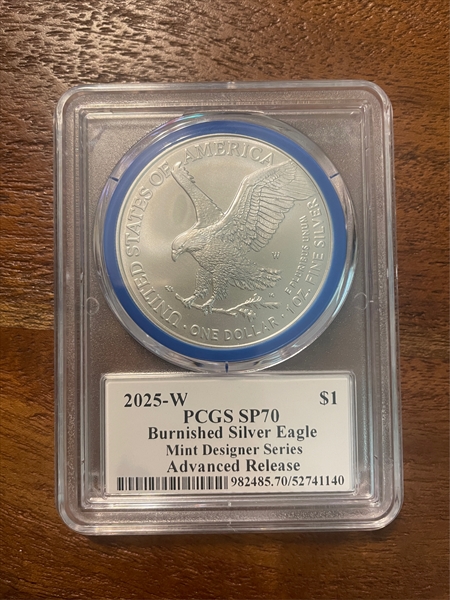 UNITED STATES OF AMERICA
W
E PLURIBUS UNUM
1 OZ. FINE SILVER
· ONE DOLLAR ·
2025-W $1
PCGS SP70
Burnished Silver Eagle
Mint Designer Series
Advanced Release
982485.70/52741140